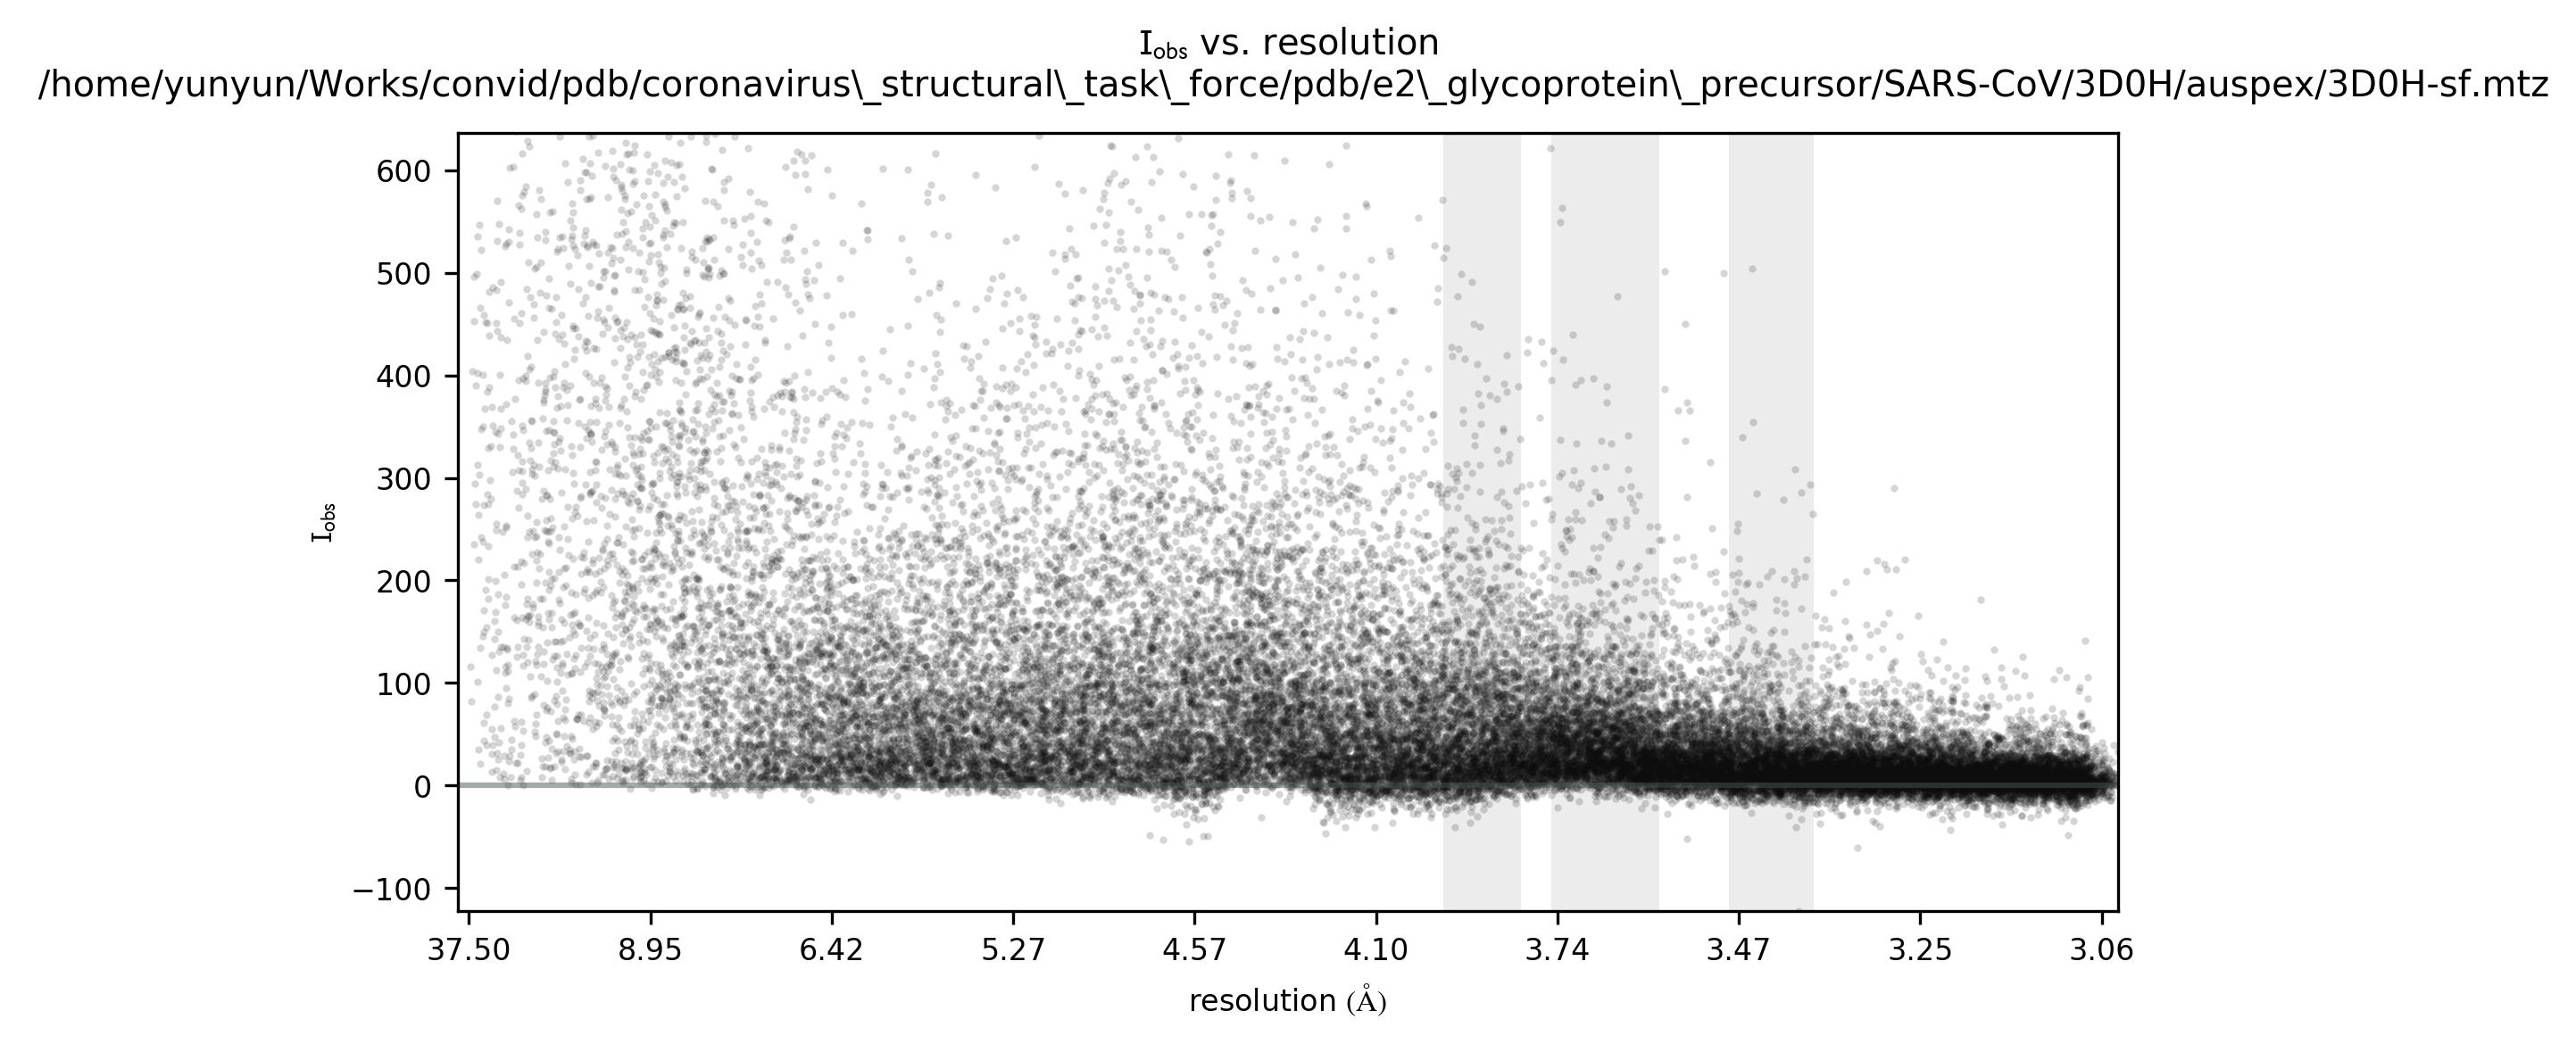 I_obs vs. resolution
/home/yunyun/Works/convid/pdb/coronavirus\_structural\_task\_force/pdb/e2\_glycoprotein\_precursor/SARS-CoV/3D0H/auspex/3D0H-sf.mtz
600
500
400
300
200
100
0
−100
I_obs
37.50 8.95 6.42 5.27 4.57 4.10 3.74 3.47 3.25 3.06
resolution (Å)